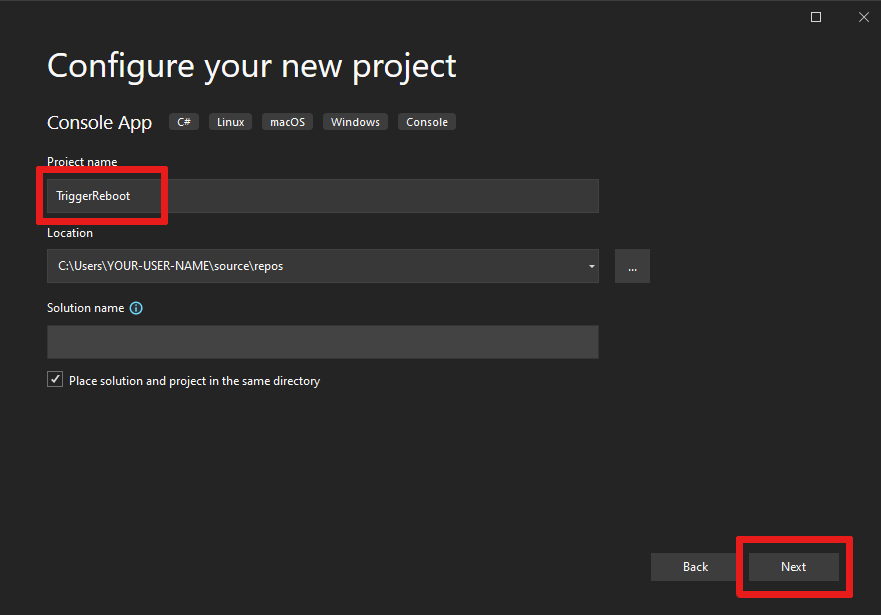 Configure your new project
Console App C# Linux macOS Windows Console
Project name
TriggerReboot
Location
C:\Users\YOUR-USER-NAME\source\repos
...
Solution name
Place solution and project in the same directory
Back Next